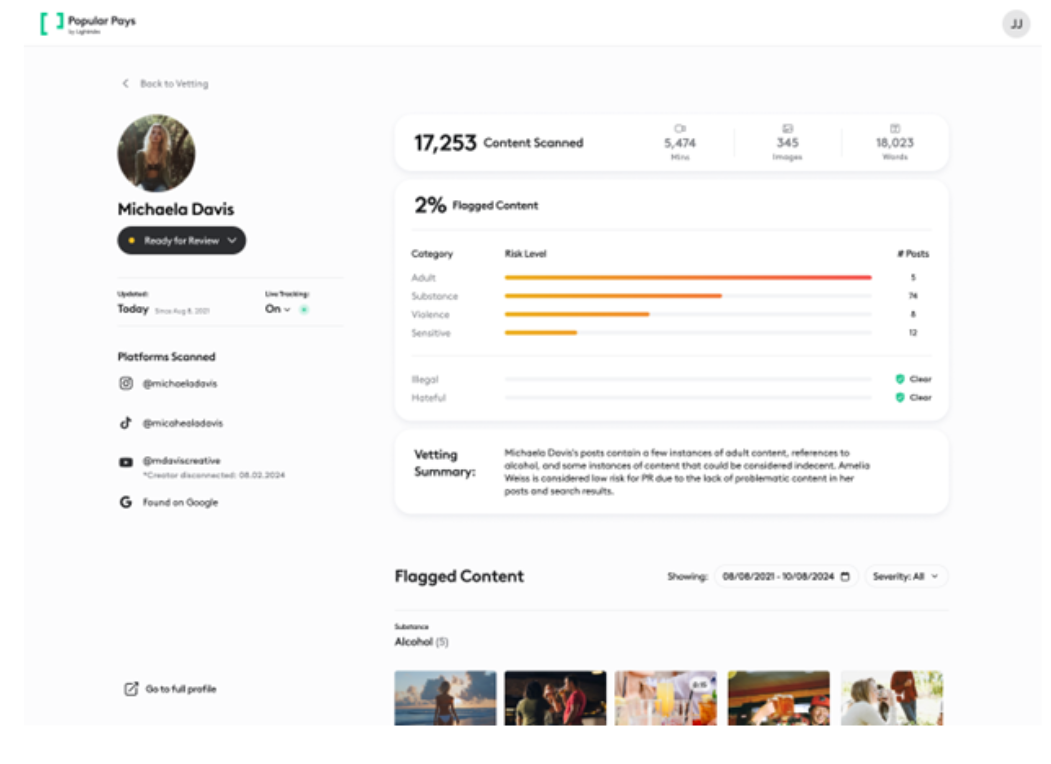 Popular Pays
by Lightricks
JJ
Back to Vetting
Michaela Davis
Ready for Review
Updated:
Today Since Aug 8, 2021
Live Tracking:
On
Platforms Scanned
@michaeladavis
@micahealadavis
@mdaviscreative
*Creator disconnected: 08.02.2024
Found on Google
Go to full profile
17,253 Content Scanned
5,474
Mins
345
Images
18,023
Words
2% Flagged Content
Category Risk Level # Posts
Adult 5
Substance 74
Violence 8
Sensitive 12
Illegal Clear
Hateful Clear
Vetting
Summary:
Michaela Davis's posts contain a few instances of adult content, references to
alcohol, and some instances of content that could be considered indecent. Amelia
Weiss is considered low risk for PR due to the lack of problematic content in her
posts and search results.
Flagged Content
Showing: 08/08/2021 - 10/08/2024
Severity: All
Substance
Alcohol (5)
0:15